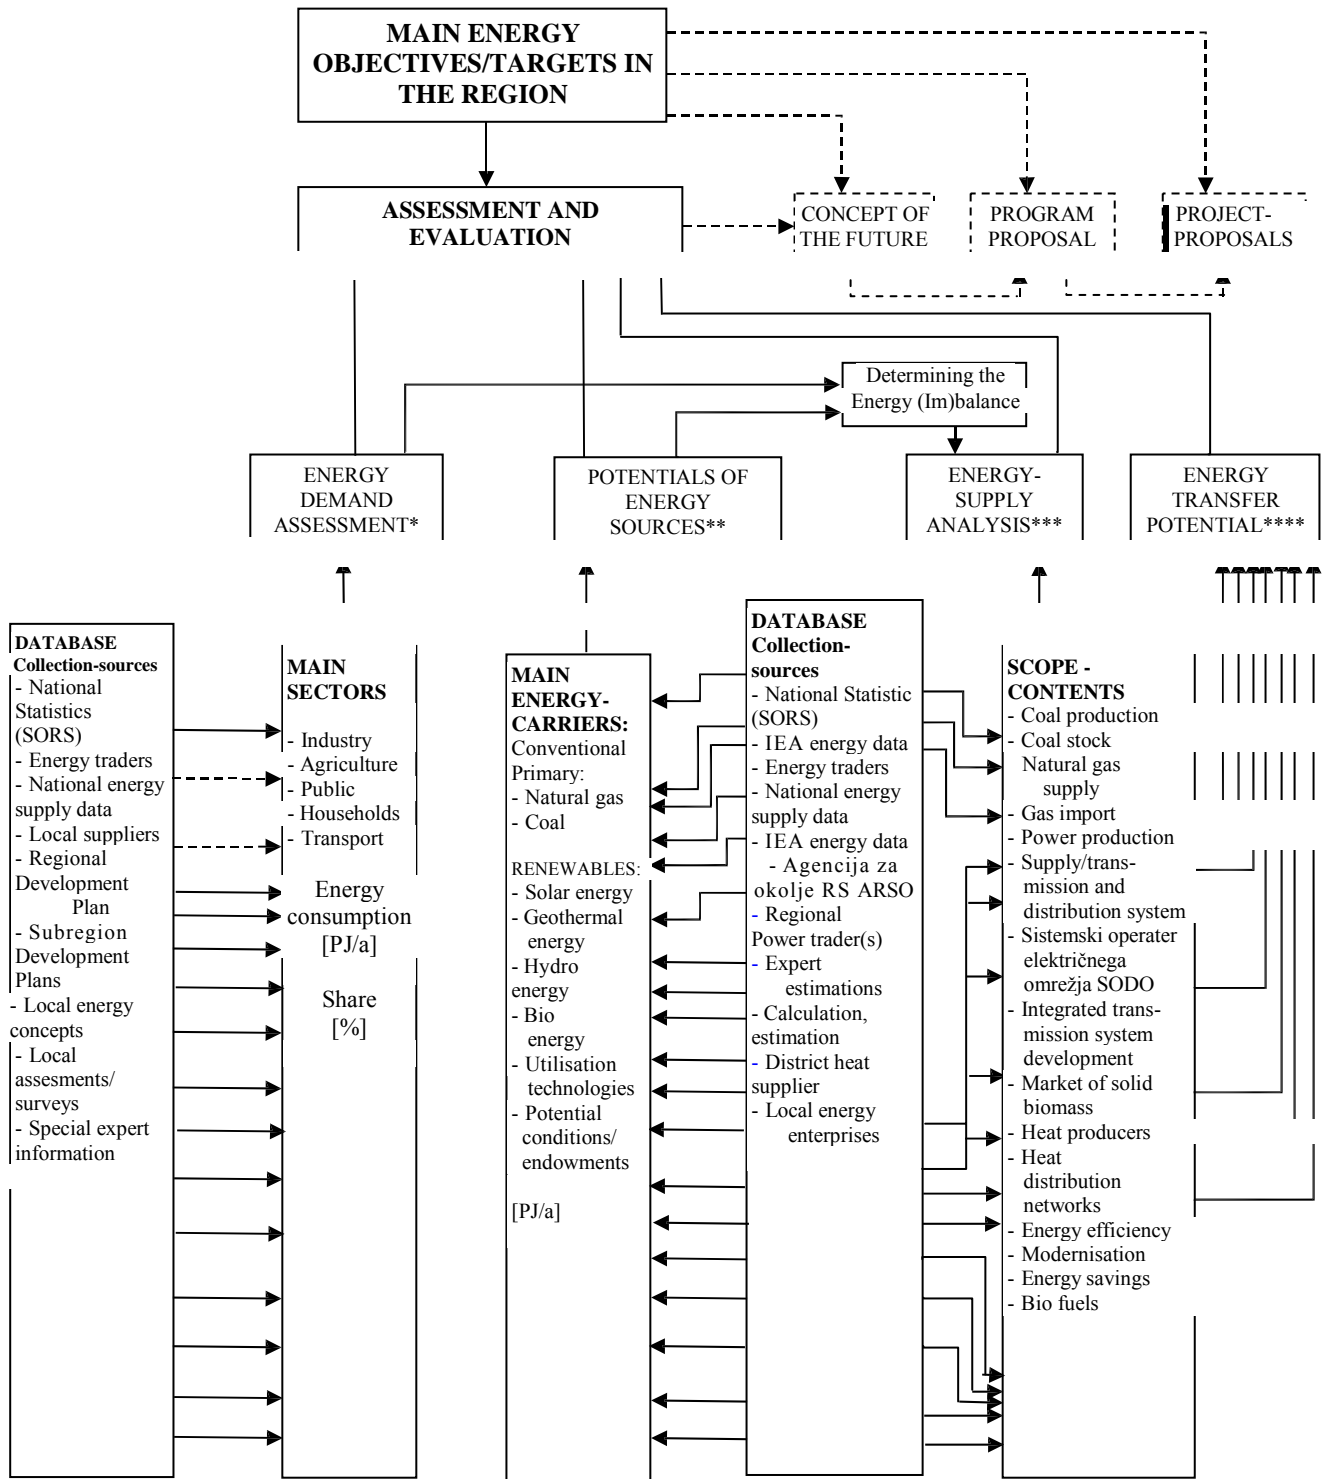 MAIN ENERGY
OBJECTIVES/TARGETS IN
THE REGION
ASSESSMENT AND
EVALUATION
CONCEPT OF
THE FUTURE
PROGRAM
PROPOSAL
PROJECT-
PROPOSALS
Determining the
Energy (Im)balance
ENERGY
DEMAND
ASSESSMENT*
POTENTIALS OF
ENERGY
SOURCES**
ENERGY-
SUPPLY
ANALYSIS***
ENERGY
TRANSFER
POTENTIAL****
DATABASE
Collection-sources
- National
Statistics
(SORS)
- Energy traders
- National energy
supply data
- Local suppliers
- Regional
Development
Plan
- Subregion
Development
Plans
- Local energy
concepts
- Local
assesments/
surveys
- Special expert
information
MAIN
SECTORS
- Industry
- Agriculture
- Public
- Households
- Transport
Energy
consumption
[PJ/a]
Share
[%]
MAIN
ENERGY-
CARRIERS:
Conventional
Primary:
- Natural gas
- Coal
RENEWABLES:
- Solar energy
- Geothermal
energy
- Hydro
energy
- Bio
energy
- Utilisation
technologies
- Potential
conditions/
endowments
[PJ/a]
DATABASE
Collection-
sources
- National Statistic
(SORS)
- IEA energy data
- Energy traders
- National energy
supply data
- IEA energy data
- Agencija za
okolje RS ARSO
- Regional
Power trader(s)
- Expert
estimations
- Calculation,
estimation
- District heat
supplier
- Local energy
enterprises
SCOPE -
CONTENTS
- Coal production
- Coal stock
Natural gas
supply
- Gas import
- Power production
- Supply/trans-
mission and
distribution system
- Sistemski operater
električnega
omrežja SODO
- Integrated trans-
mission system
development
- Market of solid
biomass
- Heat producers
- Heat
distribution
networks
- Energy efficiency
- Modernisation
- Energy savings
- Bio fuels